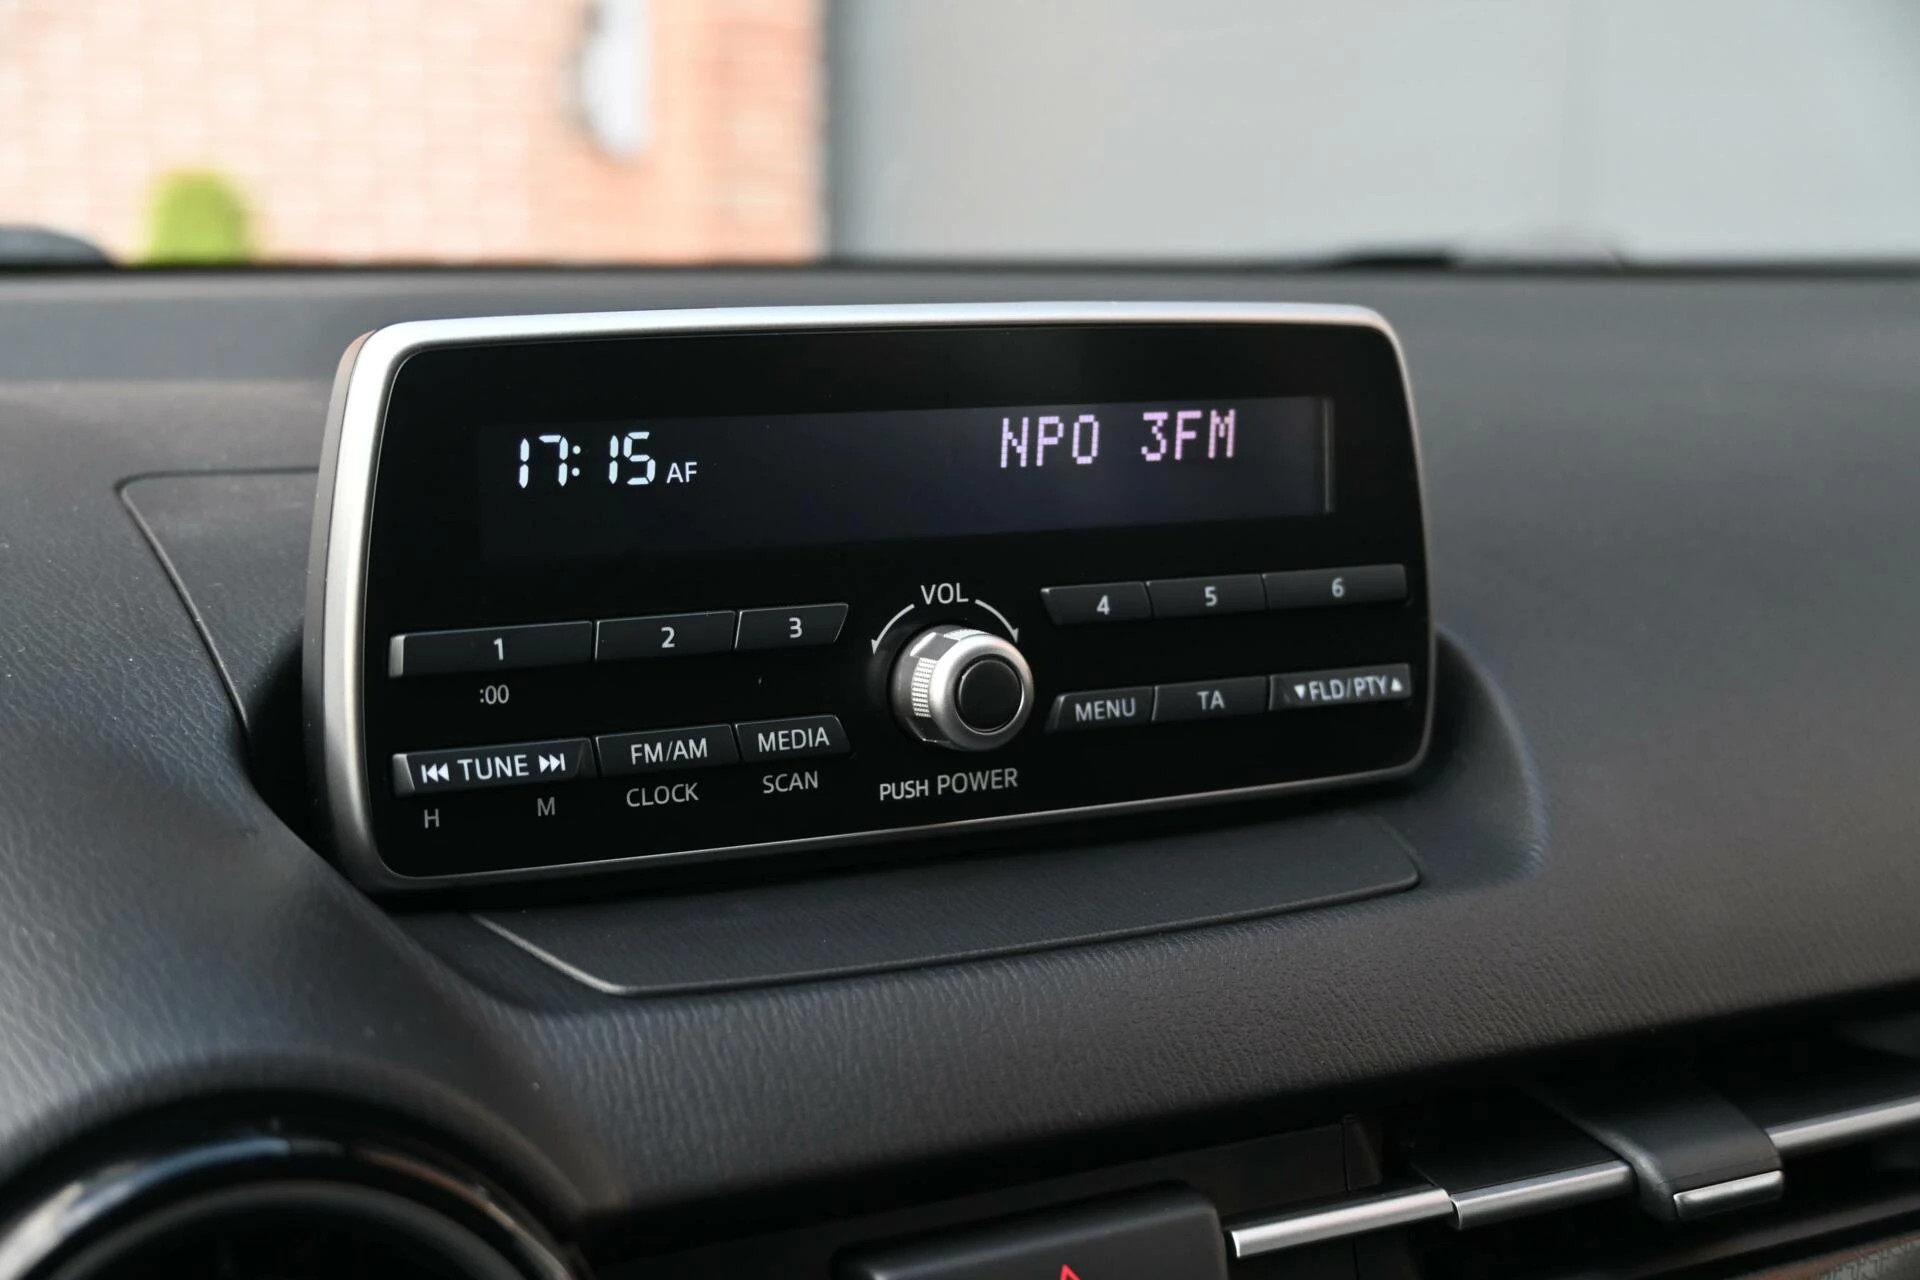 17:15 AF NPO 3FM
VOL
1 2 3 4 5 6
:00
TUNE FM/AM MEDIA MENU TA ▼FLD/PTY▲
H M CLOCK SCAN PUSH POWER